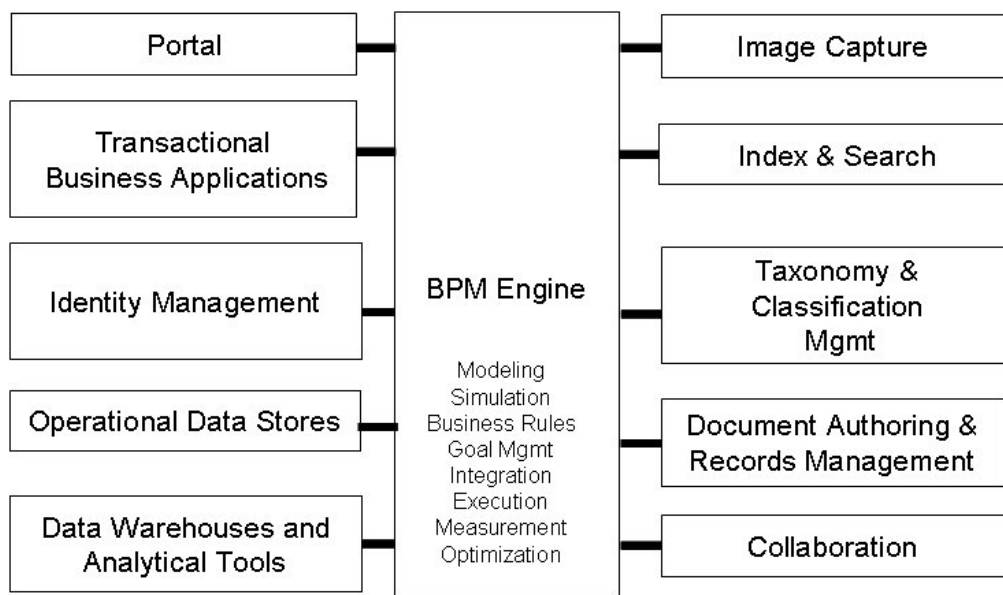 Portal
Transactional
Business Applications
Identity Management
Operational Data Stores
Data Warehouses and
Analytical Tools
BPM Engine
Modeling
Simulation
Business Rules
Goal Mgmt
Integration
Execution
Measurement
Optimization
Image Capture
Index & Search
Taxonomy &
Classification
Mgmt
Document Authoring &
Records Management
Collaboration